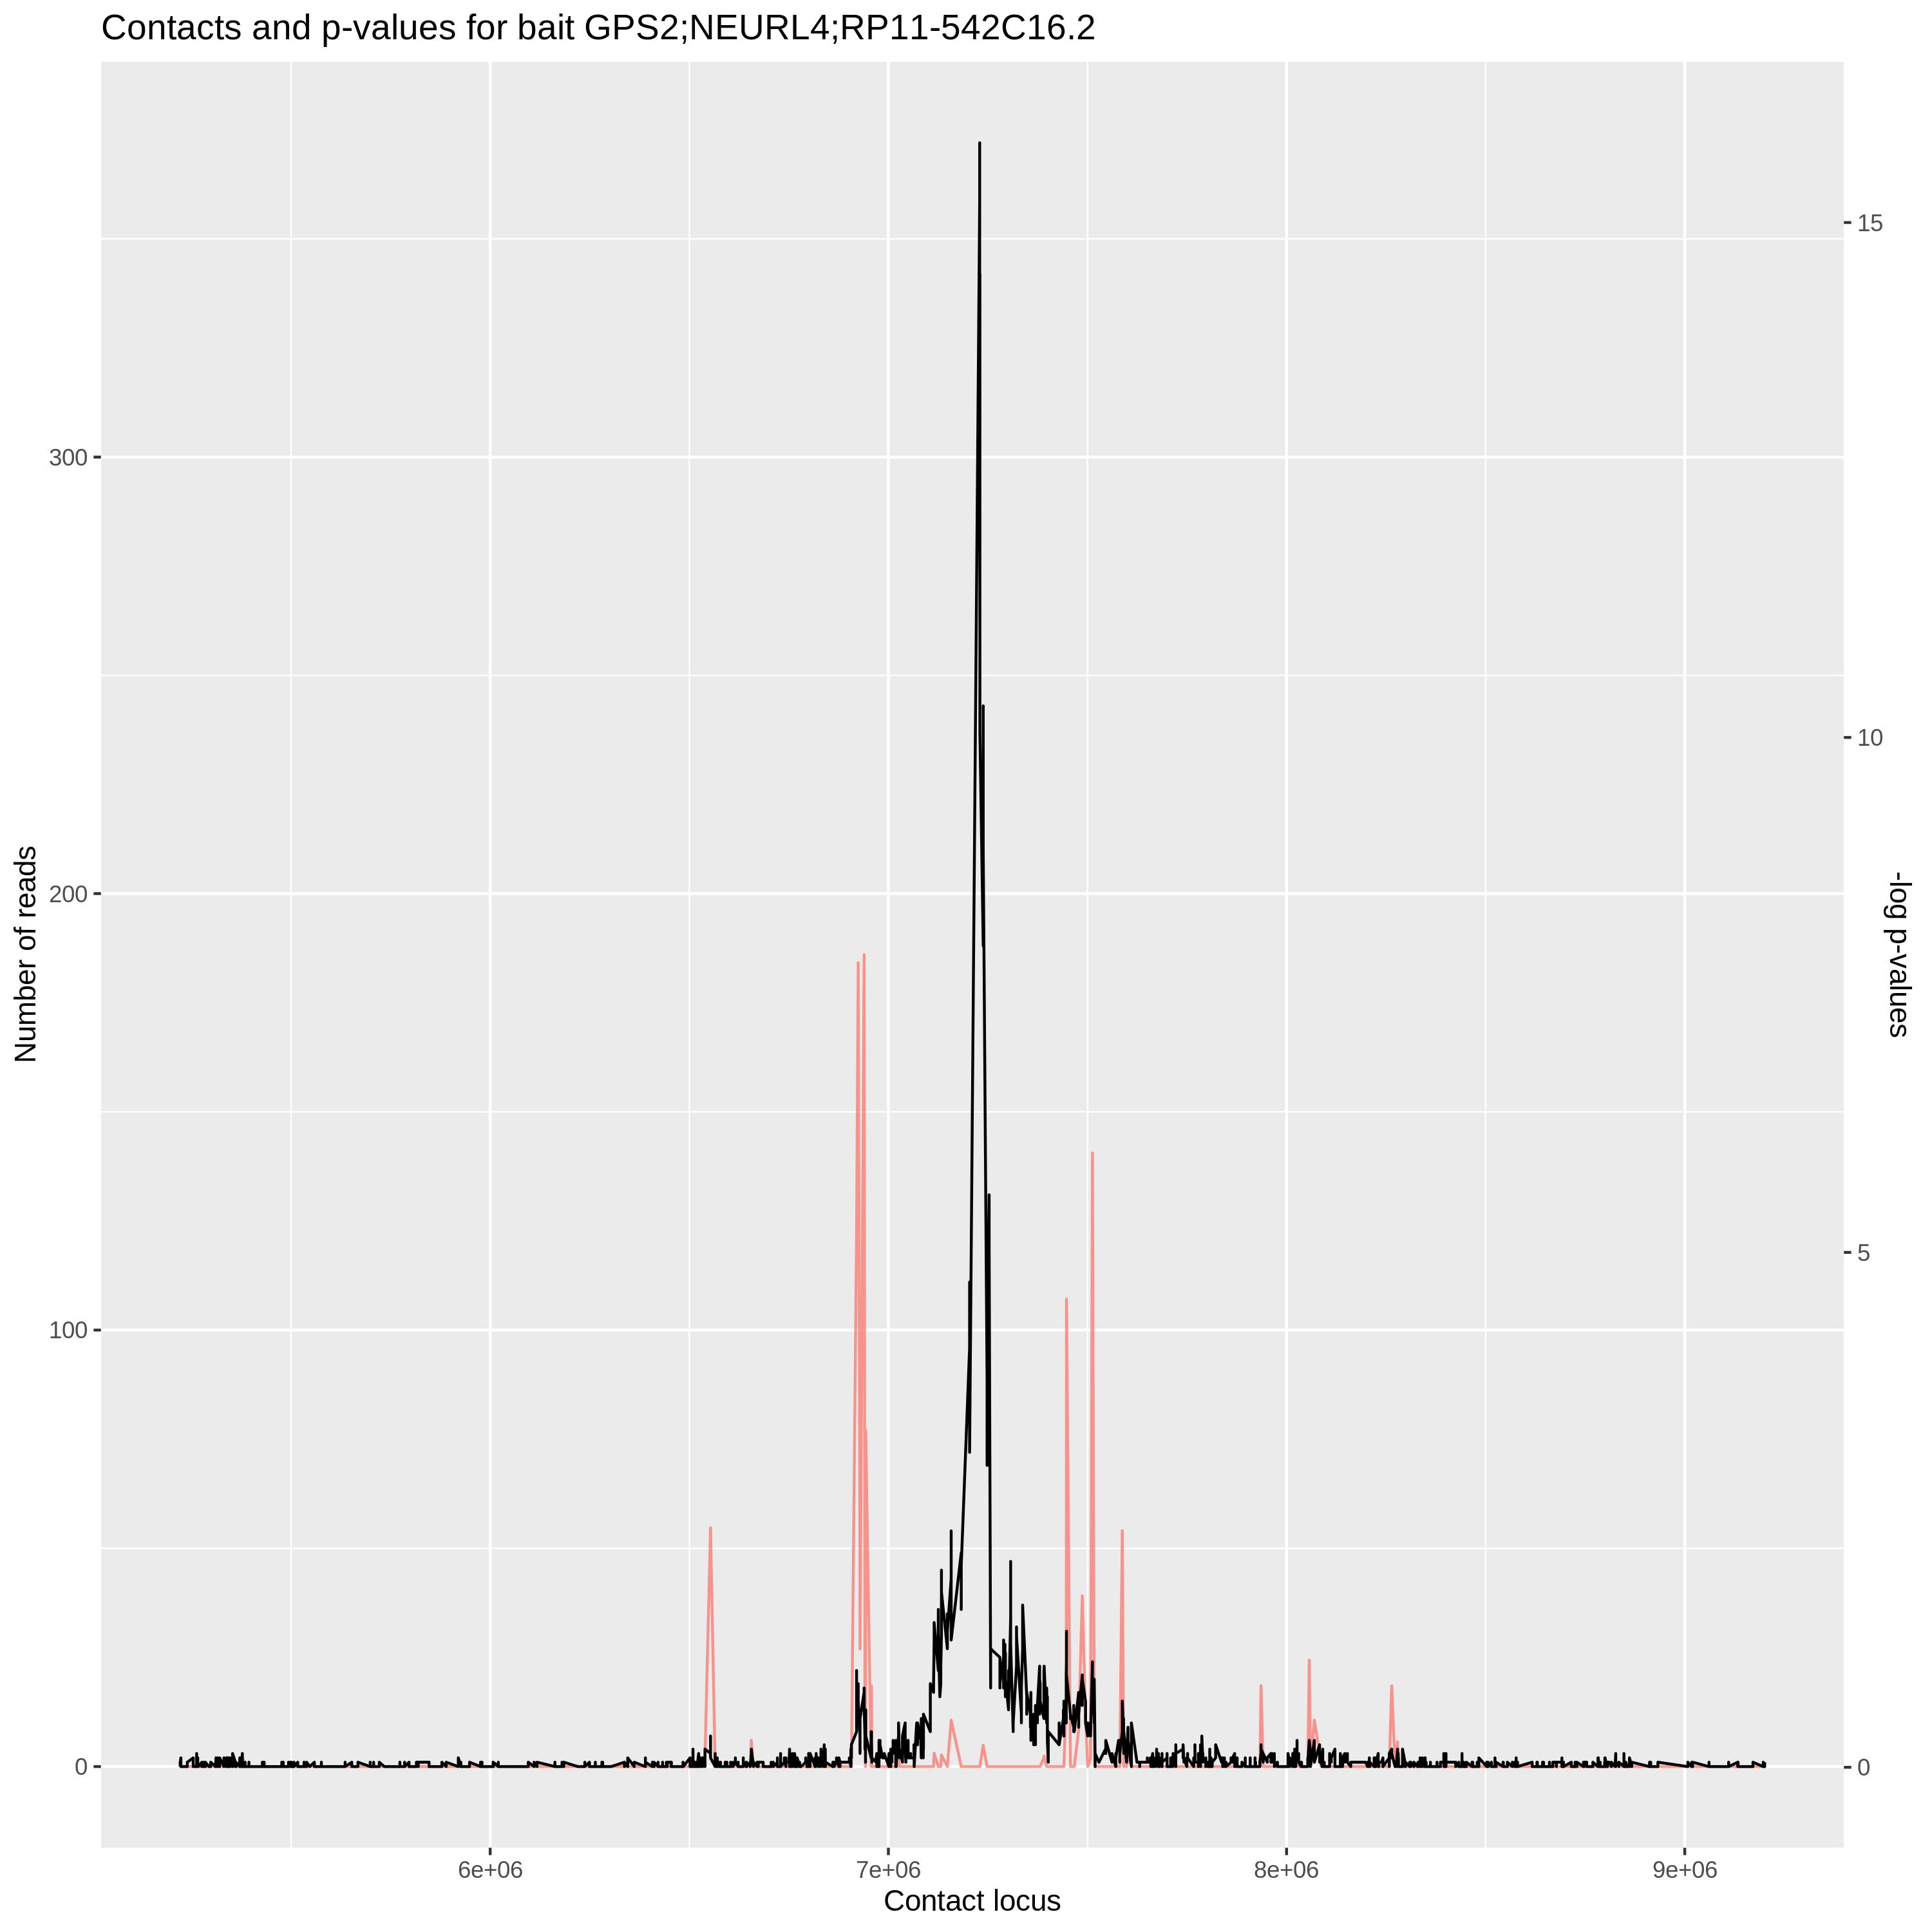 Contacts and p-values for bait GPS2;NEURL4;RP11-542C16.2
300
200
100
0
Number of reads
15
10
5
0
-log p-values
6e+06
7e+06
8e+06
9e+06
Contact locus